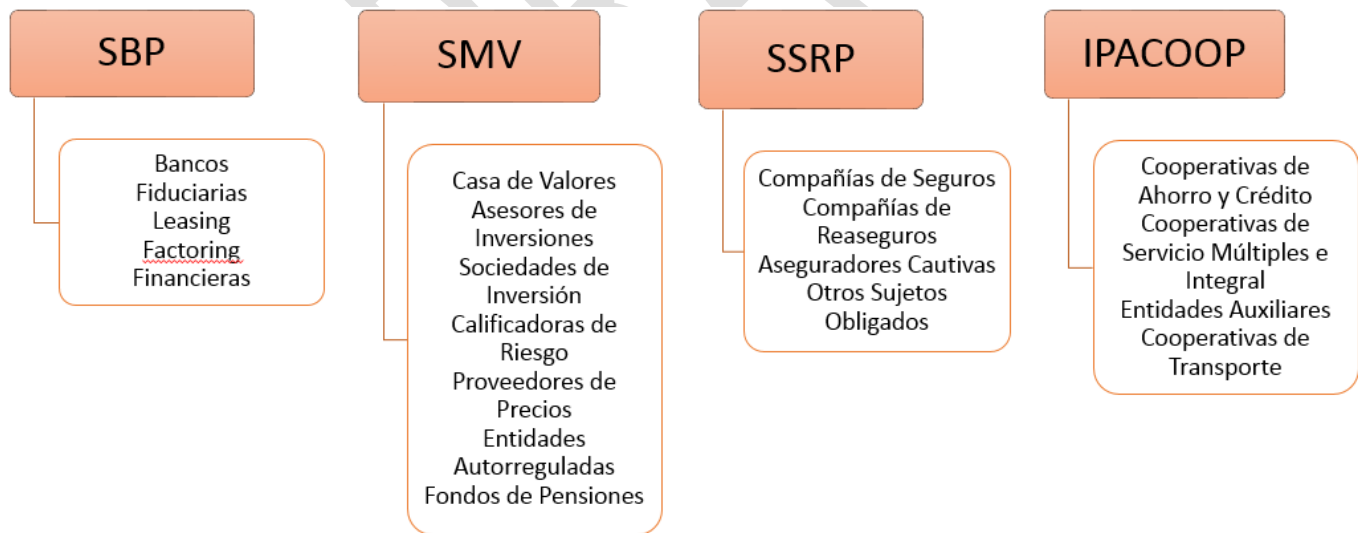 SBP
Bancos
Fiduciarias
Leasing
Factoring
Financieras
SMV
Casa de Valores
Asesores de
Inversiones
Sociedades de
Inversión
Calificadoras de
Riesgo
Proveedores de
Precios
Entidades
Autorreguladas
Fondos de Pensiones
SSRP
Compañías de Seguros
Compañías de
Reaseguros
Aseguradores Cautivas
Otros Sujetos
Obligados
IPACOOP
Cooperativas de
Ahorro y Crédito
Cooperativas de
Servicio Múltiples e
Integral
Entidades Auxiliares
Cooperativas de
Transporte